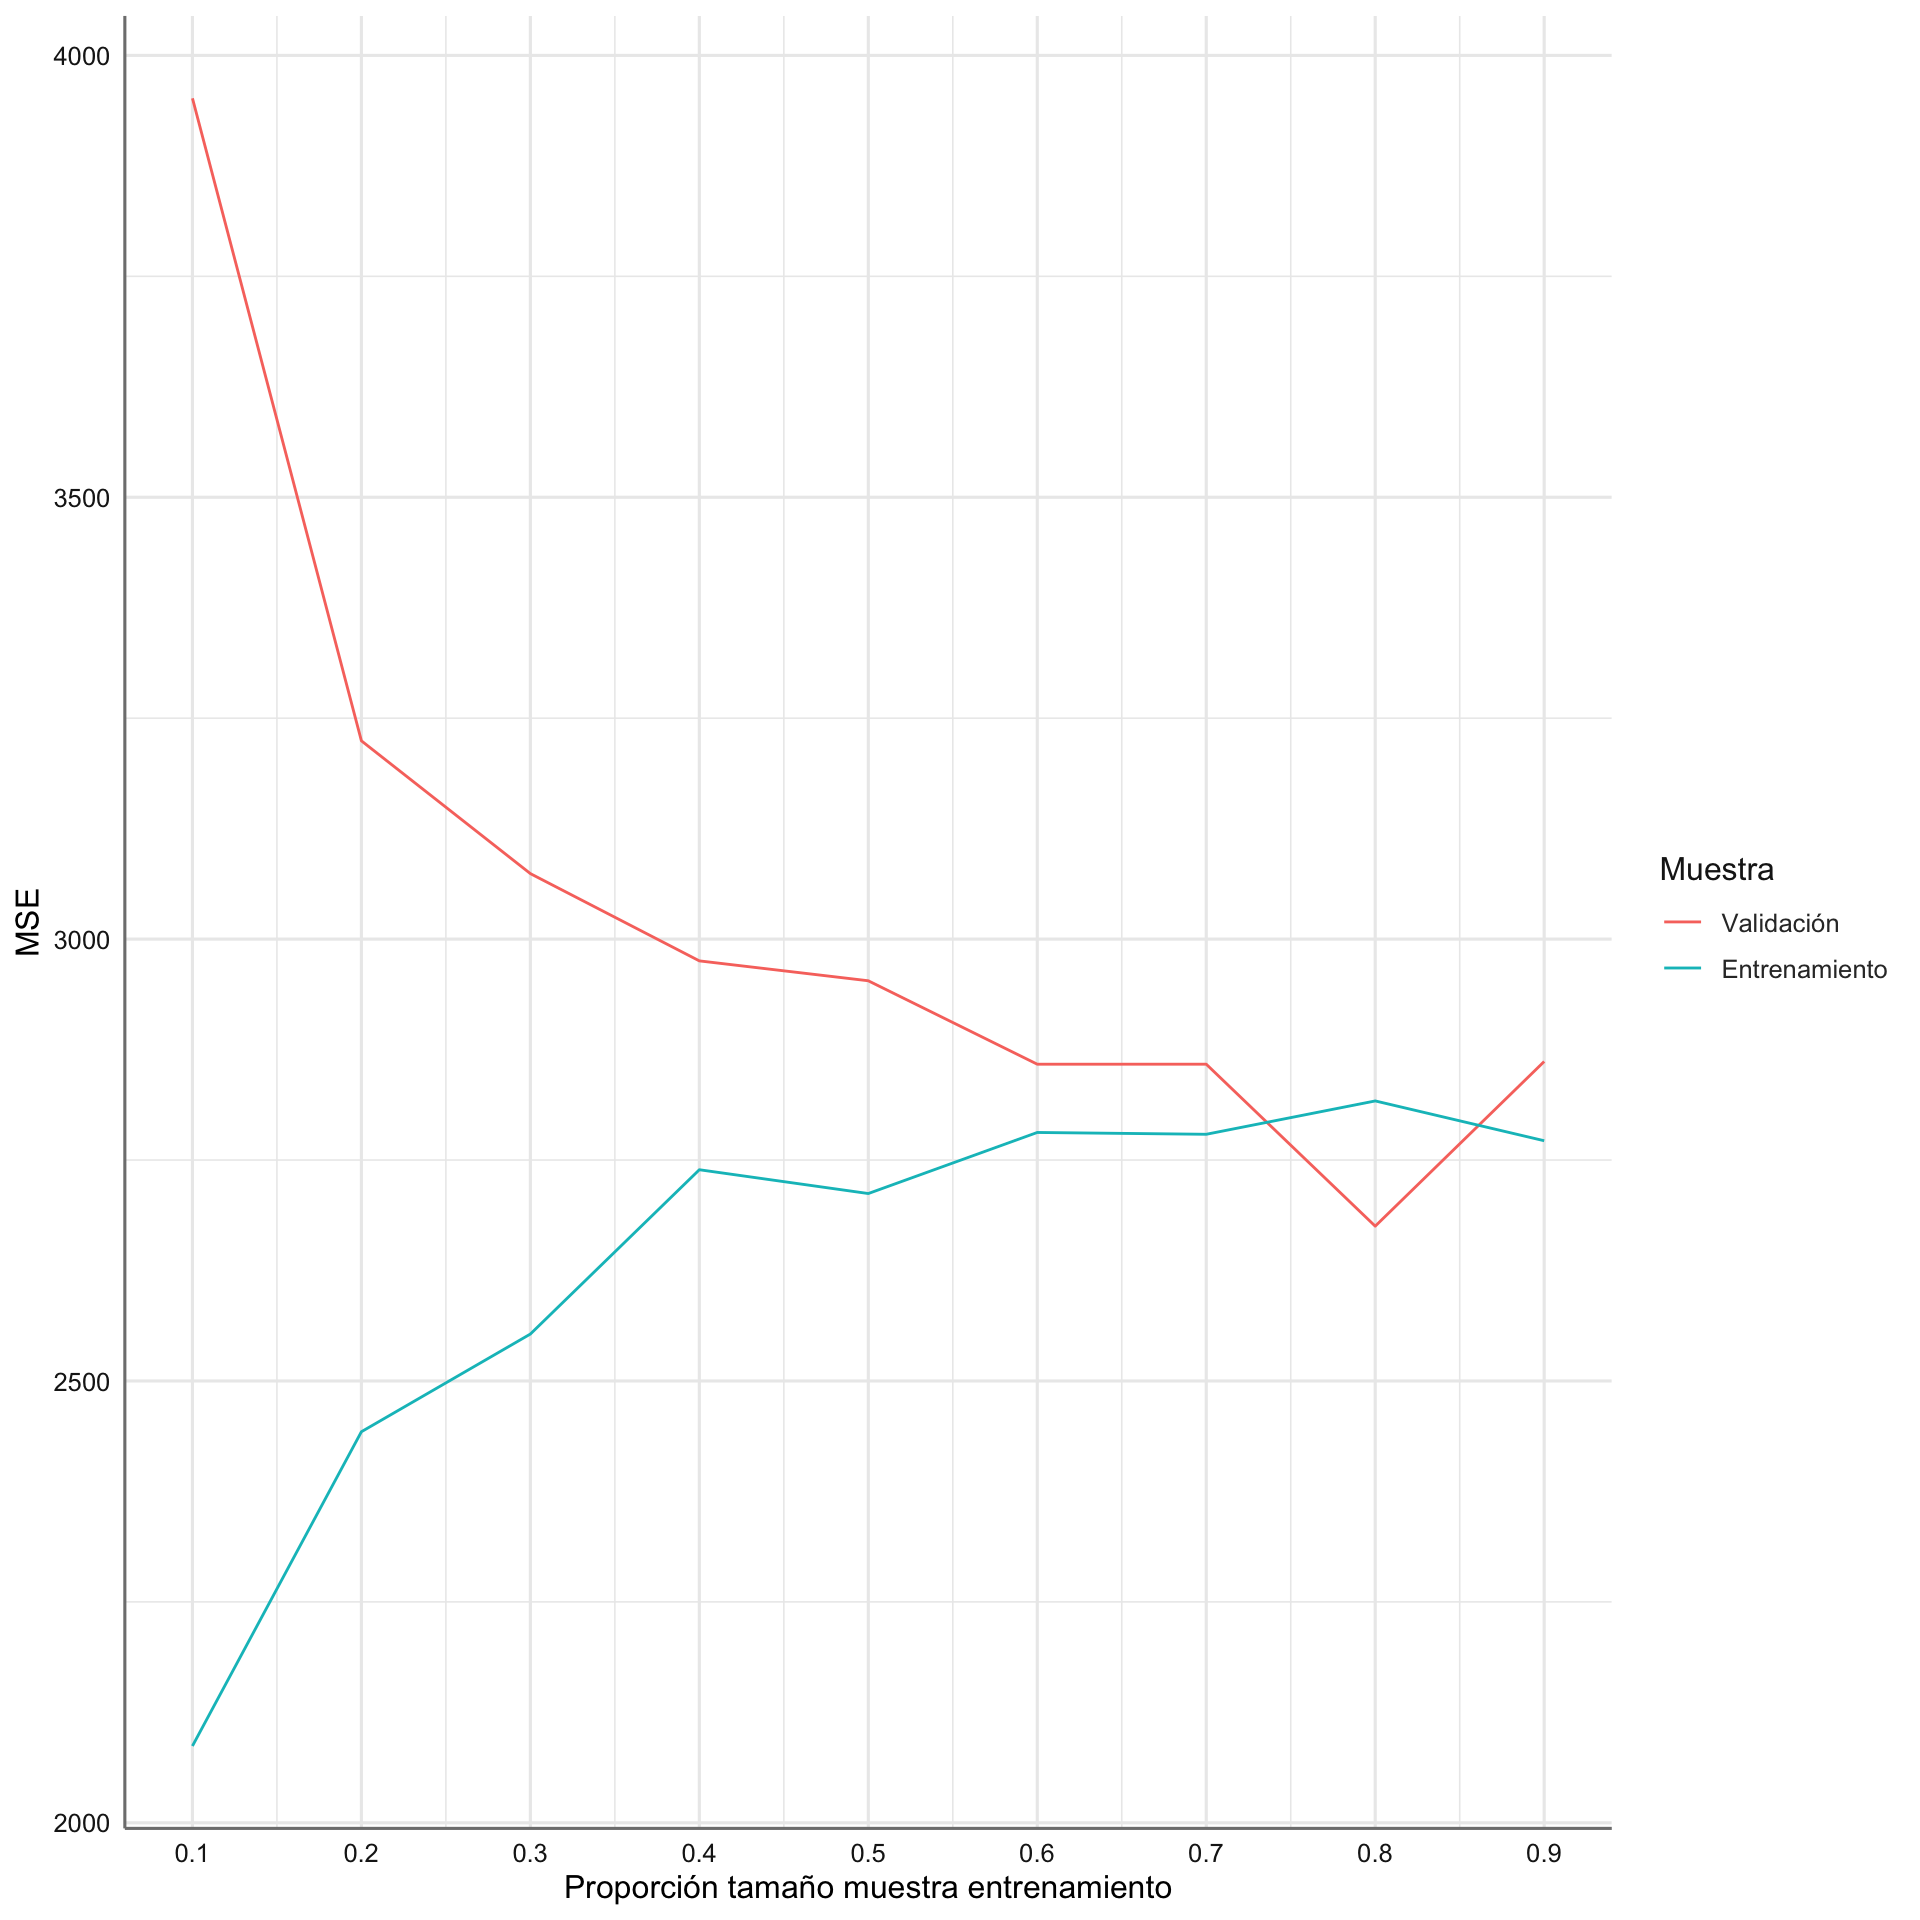 4000
3500
3000
2500
2000
MSE
0.1 0.2 0.3 0.4 0.5 0.6 0.7 0.8 0.9
Proporción tamaño muestra entrenamiento
Muestra
Validación
Entrenamiento